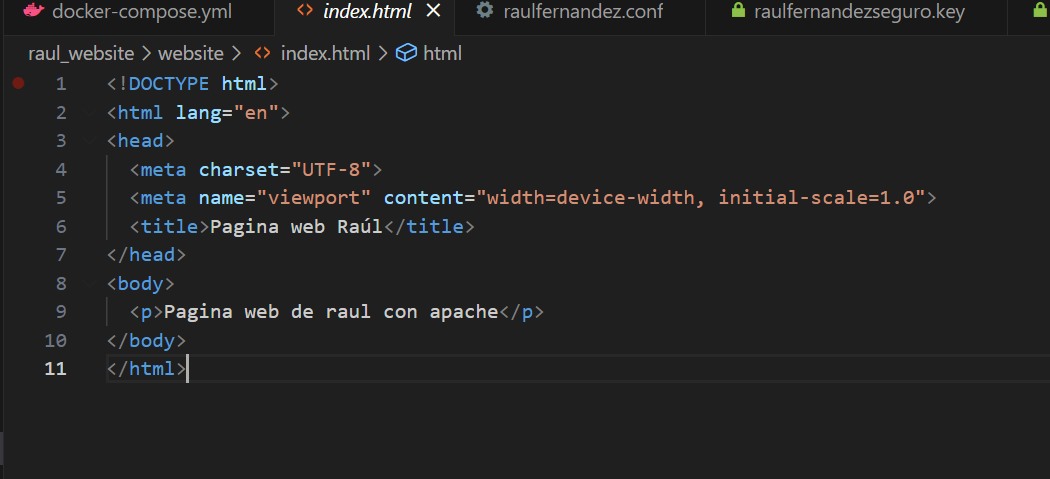 docker-compose.yml index.html raulfernandez.conf raulfernandezseguro.key
raul_website > website > index.html > html
1 <!DOCTYPE html>
2 <html lang="en">
3 <head>
4 <meta charset="UTF-8">
5 <meta name="viewport" content="width=device-width, initial-scale=1.0">
6 <title>Pagina web Raúl</title>
7 </head>
8 <body>
9 <p>Pagina web de raul con apache</p>
10 </body>
11 </html>